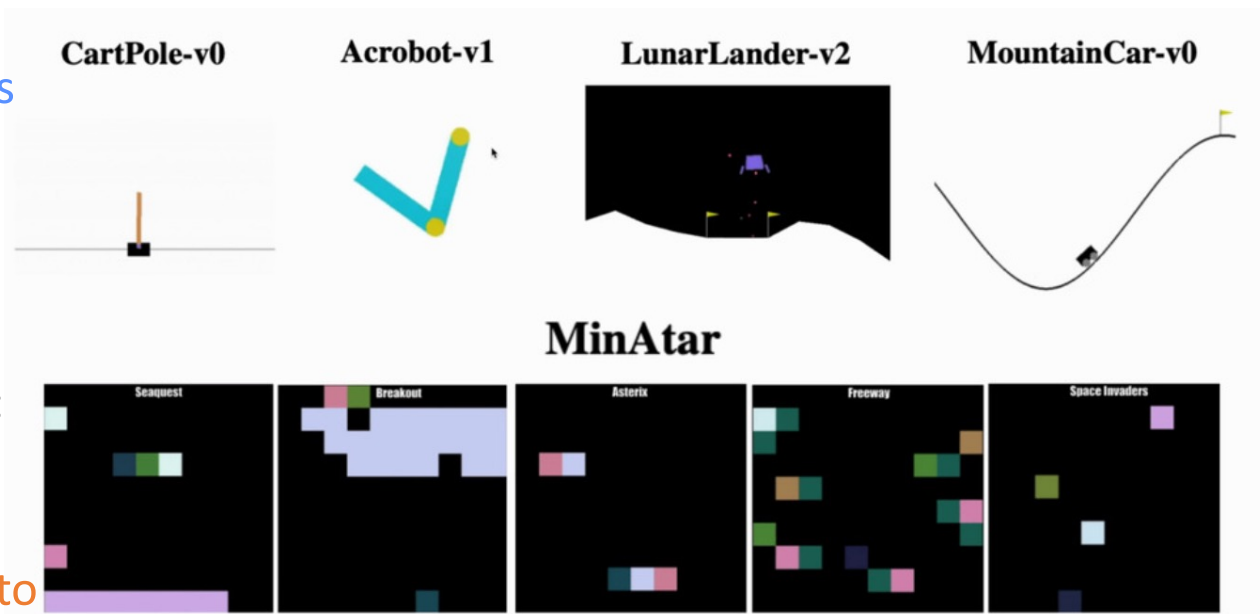 CartPole-v0
Acrobot-v1
LunarLander-v2
MountainCar-v0
s
MinAtar
Seaquest
Breakout
Asterix
Freeway
Space Invaders
to